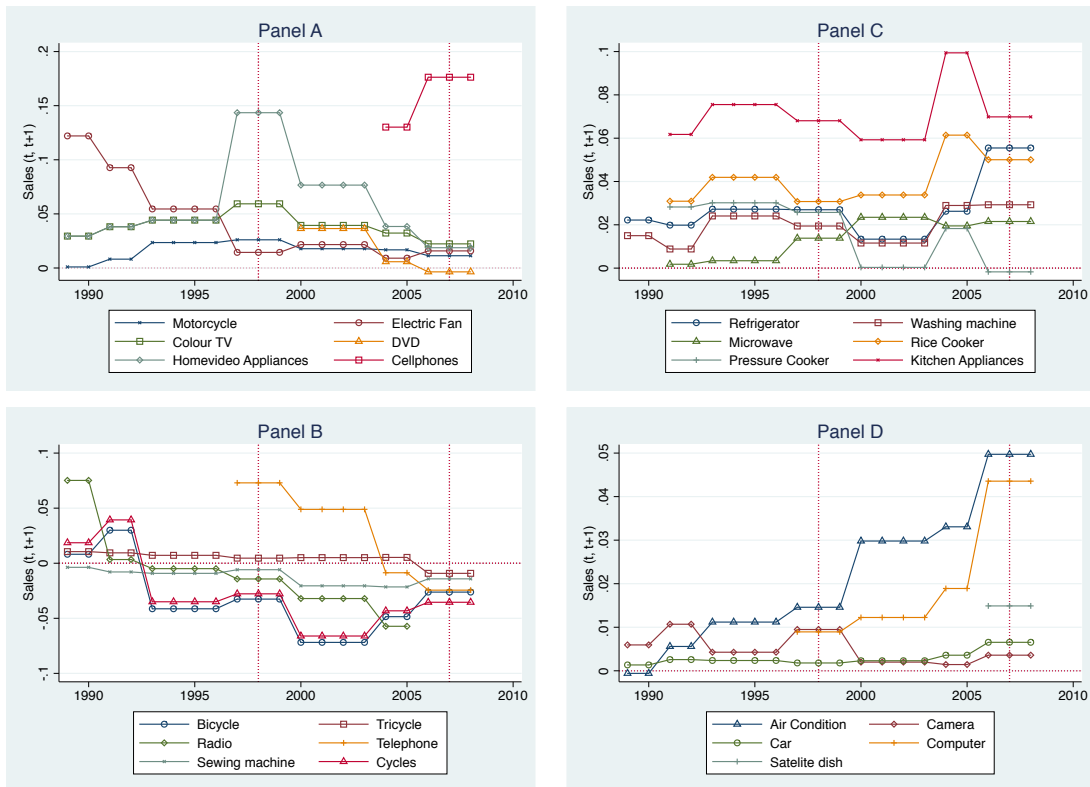 Panel A
Sales (t, t+1)
.2
.15
.1
.05
0
1990 1995 2000 2005 2010
Motorcycle Electric Fan
Colour TV DVD
Homevideo Appliances Cellphones
Panel C
Sales (t, t+1)
.1
.08
.06
.04
.02
0
1990 1995 2000 2005 2010
Refrigerator Washing machine
Microwave Rice Cooker
Pressure Cooker Kitchen Appliances
Panel B
Sales (t, t+1)
.1
.05
0
-.05
-.1
1990 1995 2000 2005 2010
Bicycle Tricycle
Radio Telephone
Sewing machine Cycles
Panel D
Sales (t, t+1)
.05
.04
.03
.02
.01
0
1990 1995 2000 2005 2010
Air Condition Camera
Car Computer
Satelite dish